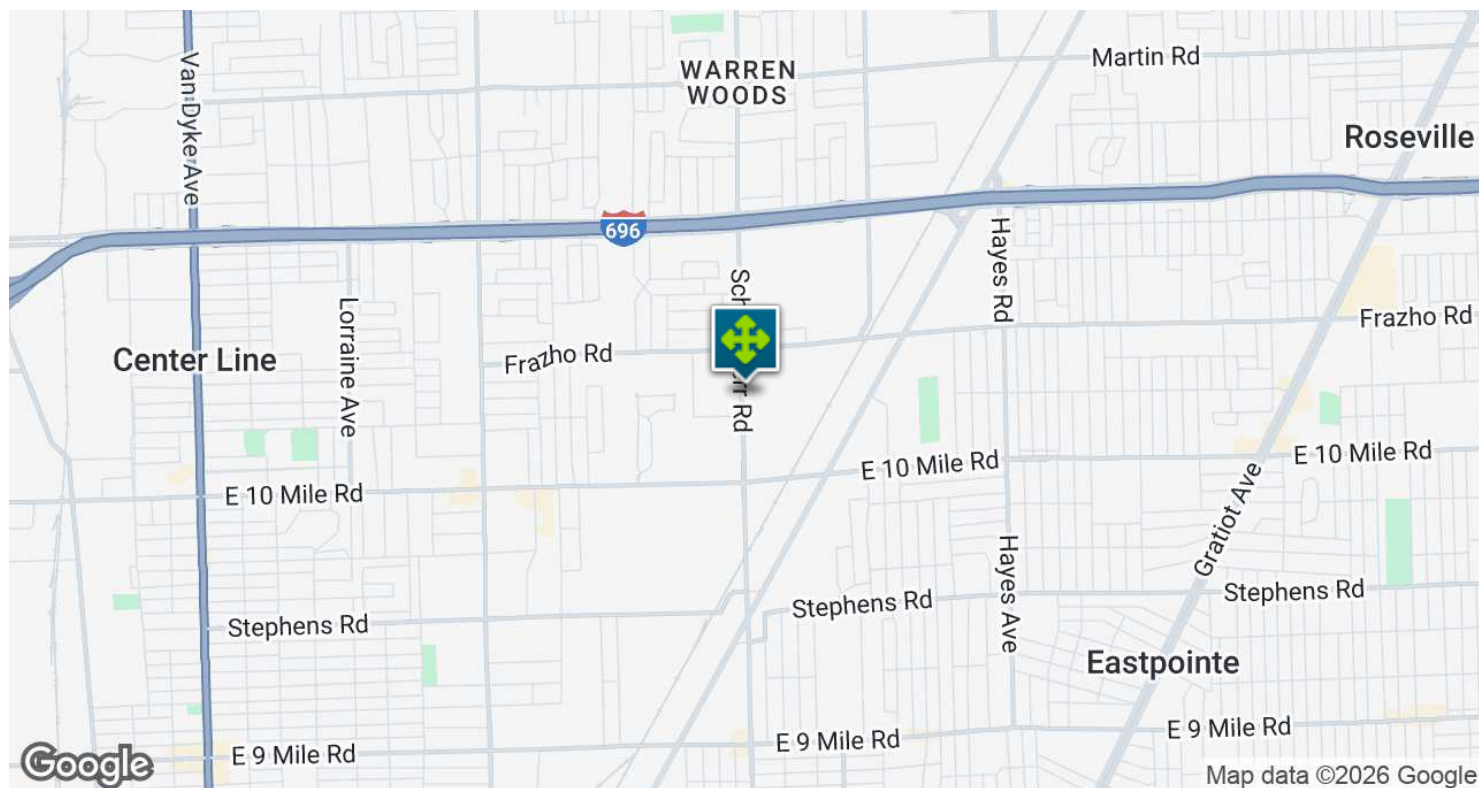 WARREN
WOODS
Martin Rd
Roseville
Van Dyke Ave
696
Hayes Rd
Lorraine Ave
Frazho Rd
Frazho Rd
Center Line
Rd
E 10 Mile Rd
E 10 Mile Rd
E 10 Mile Rd
Gratiot Ave
Hayes Ave
Stephens Rd
Stephens Rd
Stephens Rd
Eastpointe
E 9 Mile Rd
E 9 Mile Rd
E 9 Mile Rd
Google
Map data ©2026 Google